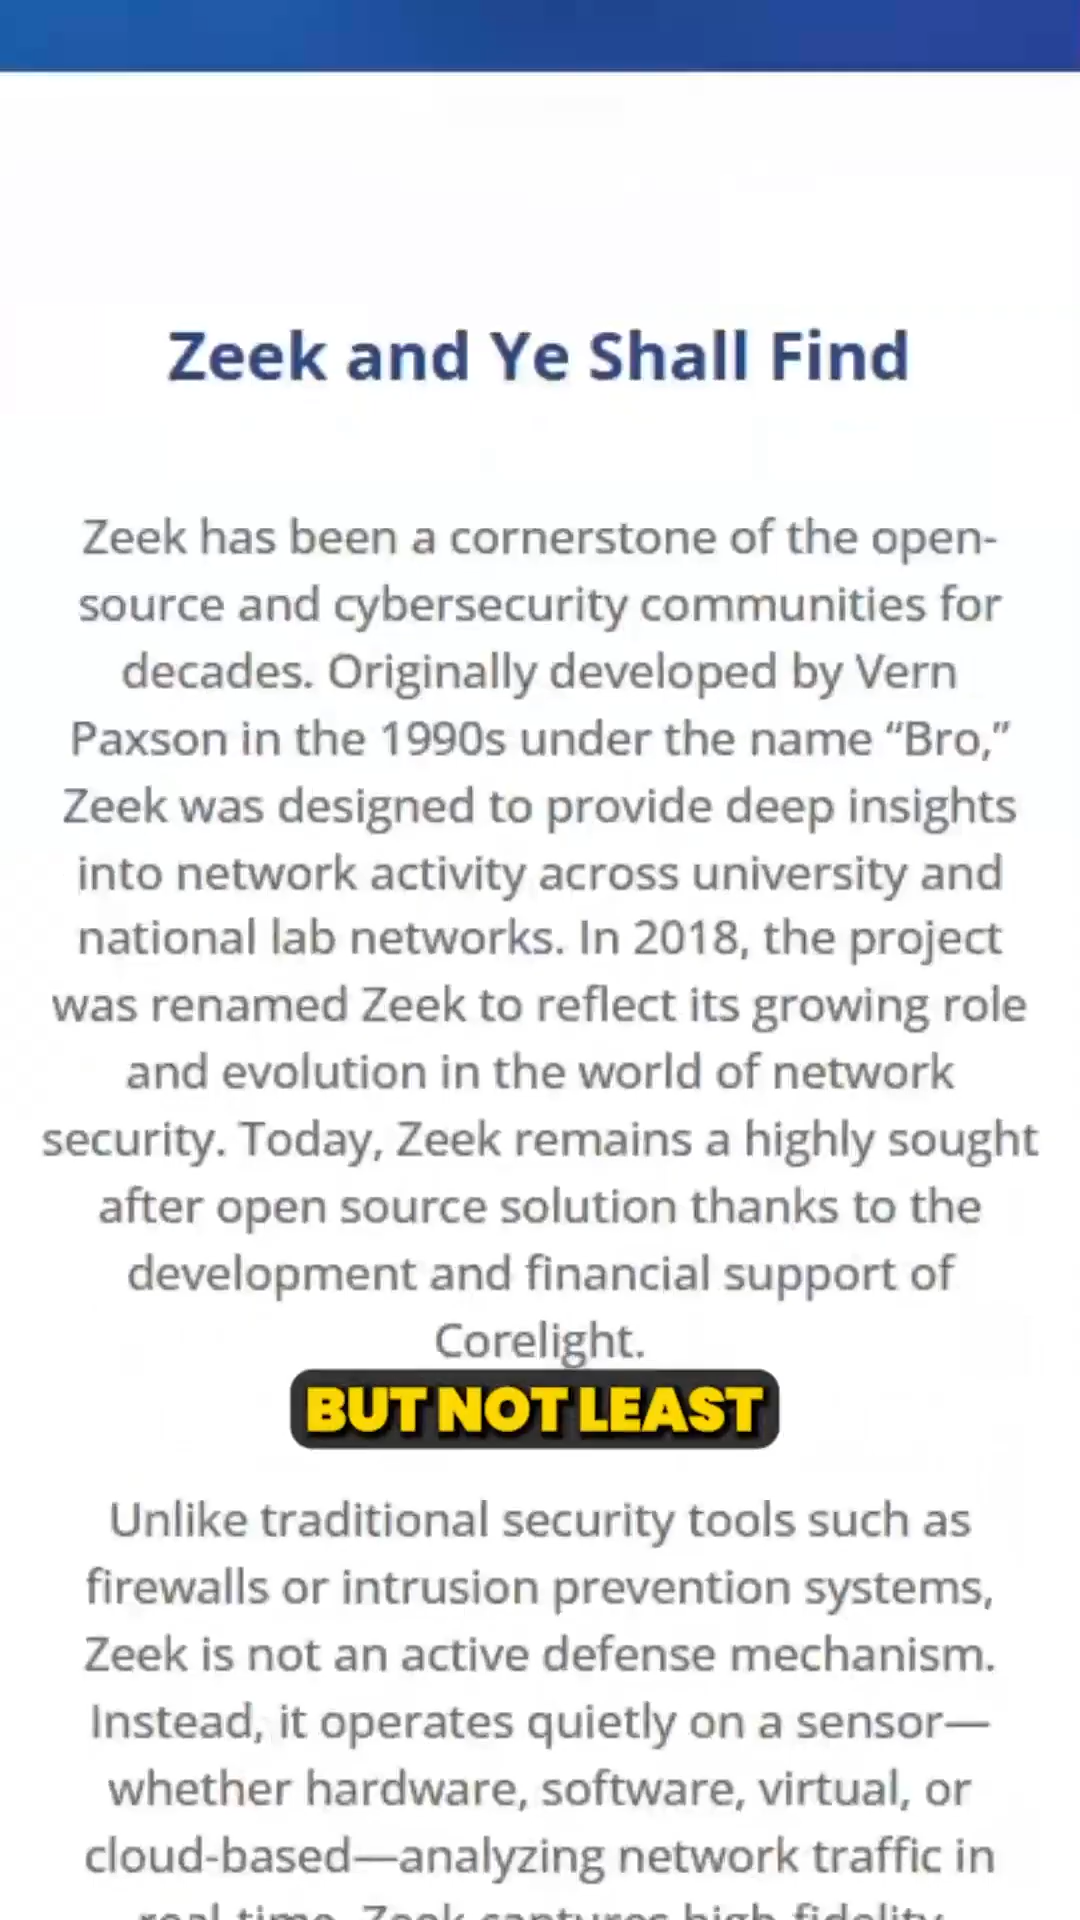 Zeek and Ye Shall Find
Zeek has been a cornerstone of the open-
source and cybersecurity communities for
decades. Originally developed by Vern
Paxson in the 1990s under the name “Bro,”
Zeek was designed to provide deep insights
into network activity across university and
national lab networks. In 2018, the project
was renamed Zeek to reflect its growing role
and evolution in the world of network
security. Today, Zeek remains a highly sought
after open source solution thanks to the
development and financial support of
Corelight.
BUT NOT LEAST
Unlike traditional security tools such as
firewalls or intrusion prevention systems,
Zeek is not an active defense mechanism.
Instead, it operates quietly on a sensor—
whether hardware, software, virtual, or
cloud-based—analyzing network traffic in
real-time. Zeek captures high-fidelity